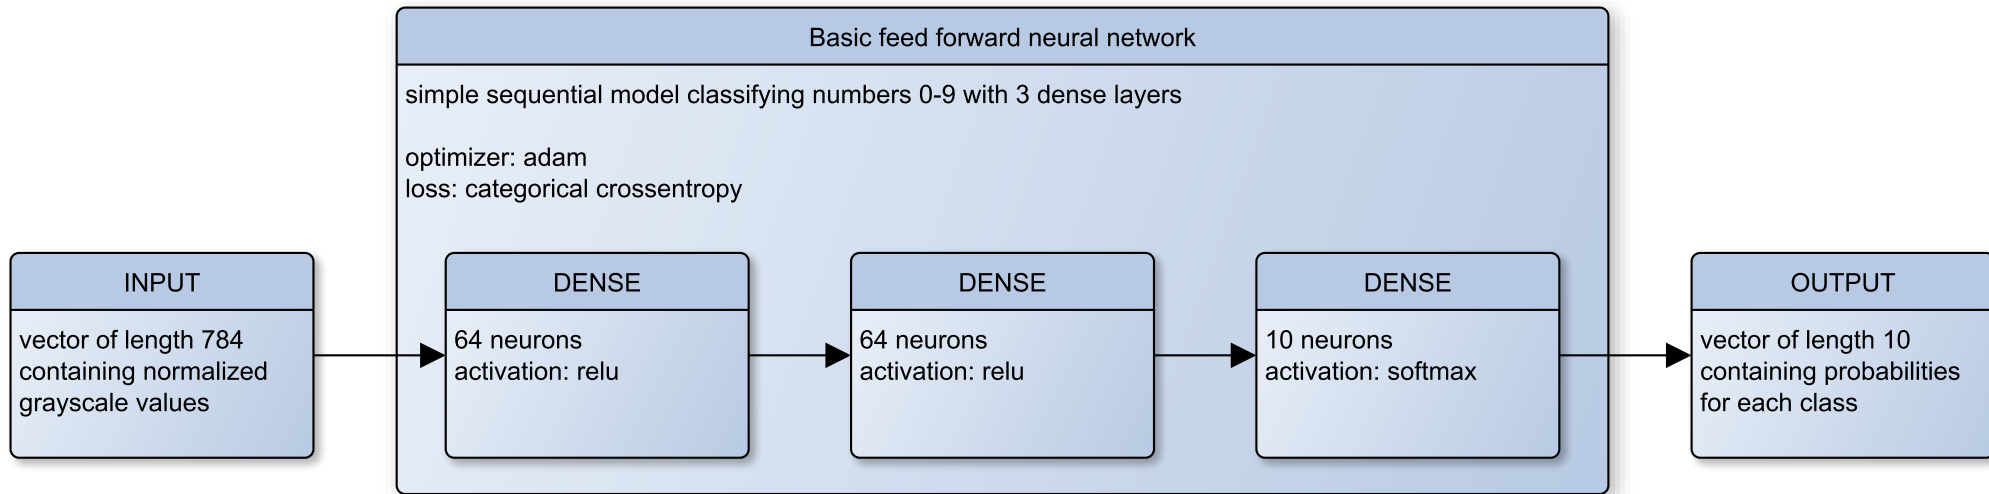 Basic feed forward neural network
simple sequential model classifying numbers 0-9 with 3 dense layers
optimizer: adam
loss: categorical crossentropy
INPUT
vector of length 784
containing normalized
grayscale values
DENSE
64 neurons
activation: relu
DENSE
64 neurons
activation: relu
DENSE
10 neurons
activation: softmax
OUTPUT
vector of length 10
containing probabilities
for each class